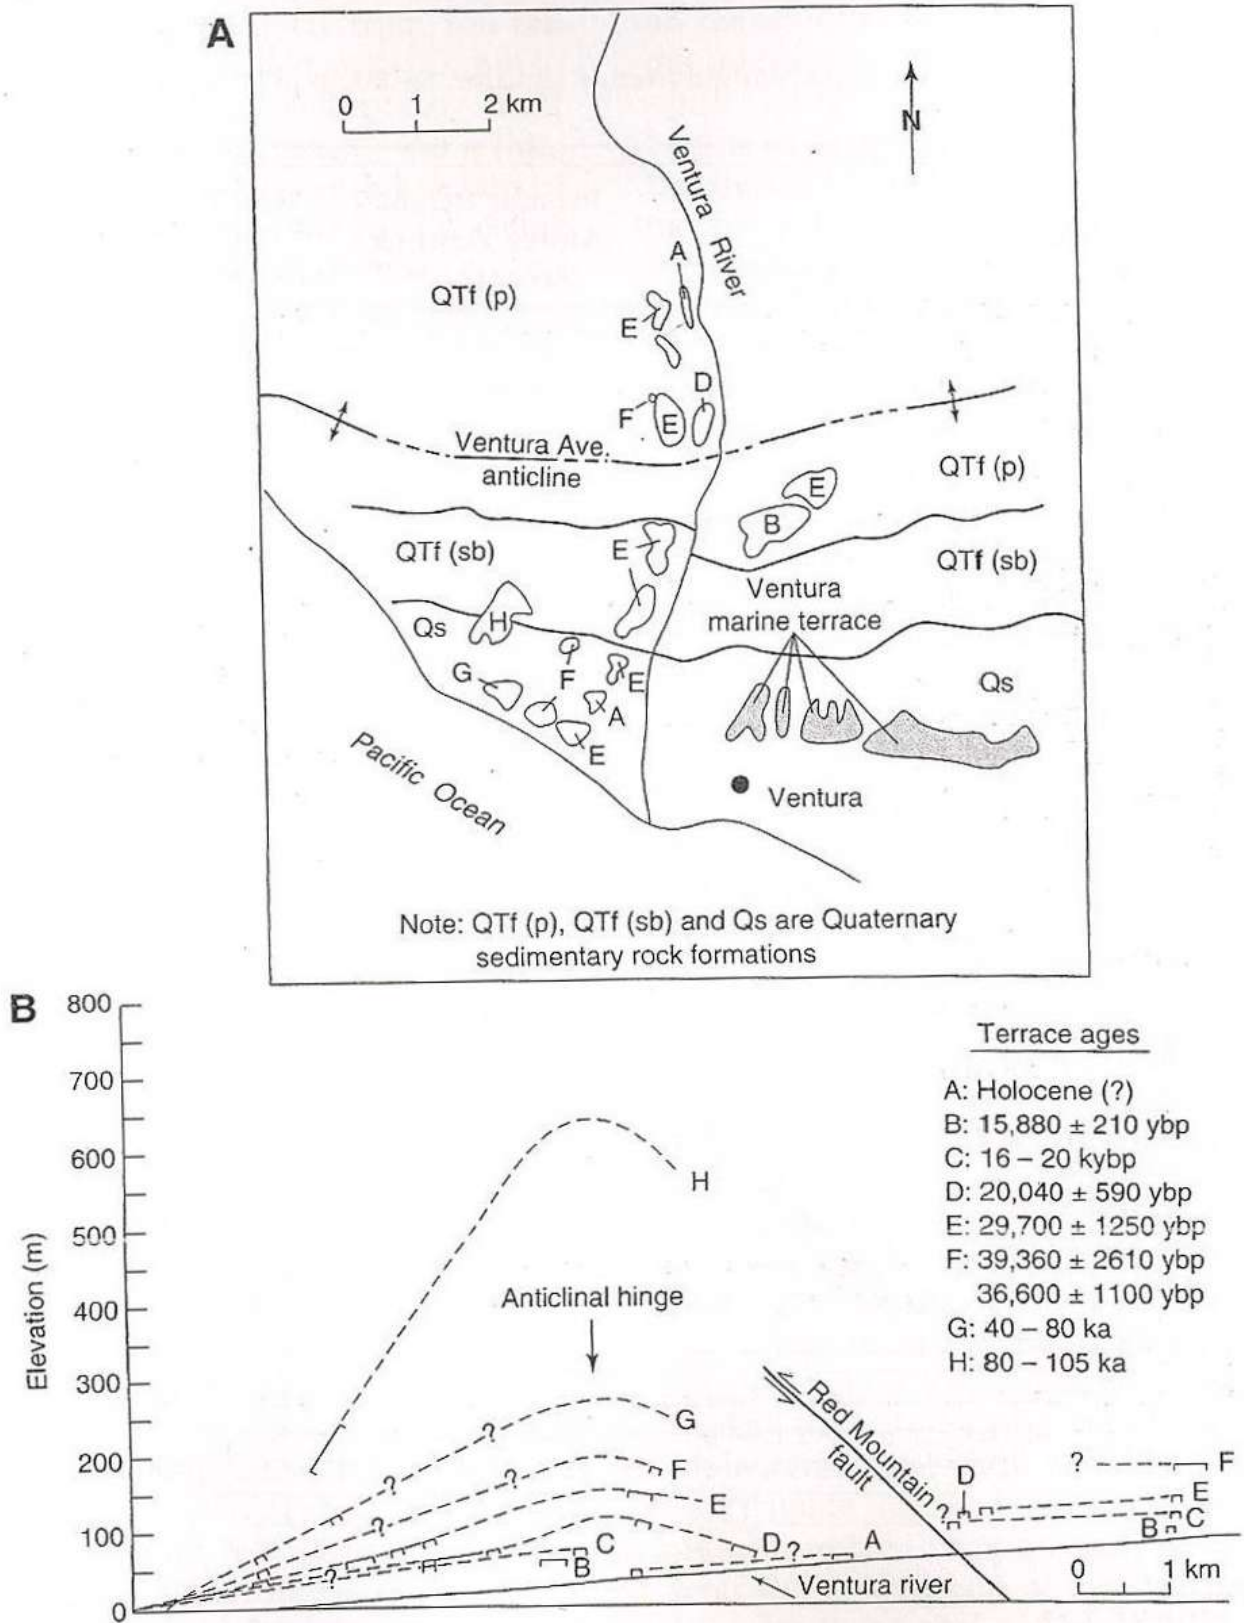 A
0 1 2 km
N
Ventura River
A
QTf (p)
E
D
F
E
Ventura Ave.
anticline
QTf (p)
E
B
QTf (sb)
E
QTf (sb)
Ventura
marine terrace
H
Qs
F
G
E
Qs
A
E
Pacific Ocean
Ventura
Note: QTf (p), QTf (sb) and Qs are Quaternary
sedimentary rock formations
B
800
700
600
500
400
300
200
100
0
Elevation (m)
Terrace ages
A: Holocene (?)
B: 15,880 ± 210 ybp
C: 16 – 20 kybp
D: 20,040 ± 590 ybp
E: 29,700 ± 1250 ybp
F: 39,360 ± 2610 ybp
36,600 ± 1100 ybp
G: 40 – 80 ka
H: 80 – 105 ka
H
Anticlinal hinge
G
?
?
?
?
?
F
E
D
?
A
C
B
Red Mountain
fault
?
D
? F
E
C
B
Ventura river
0 1 km